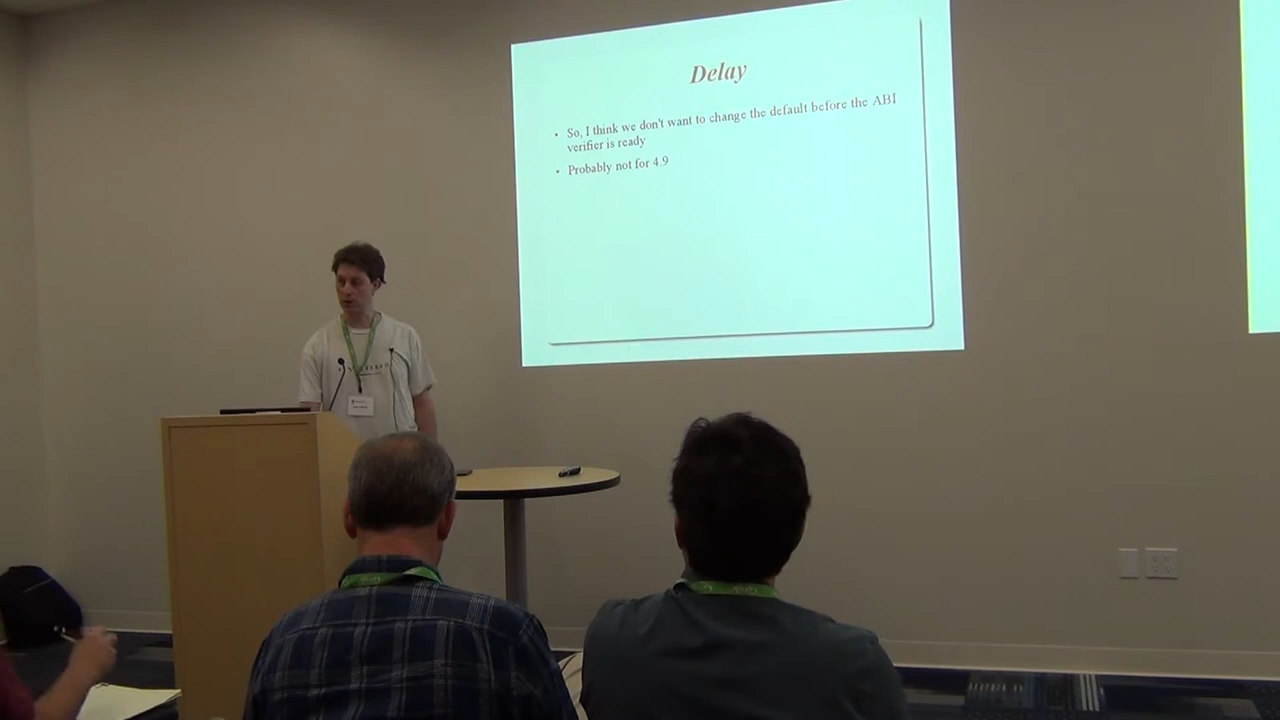 Delay
• So, I think we don't want to change the default before the ABI
verifier is ready
• Probably not for 4.9